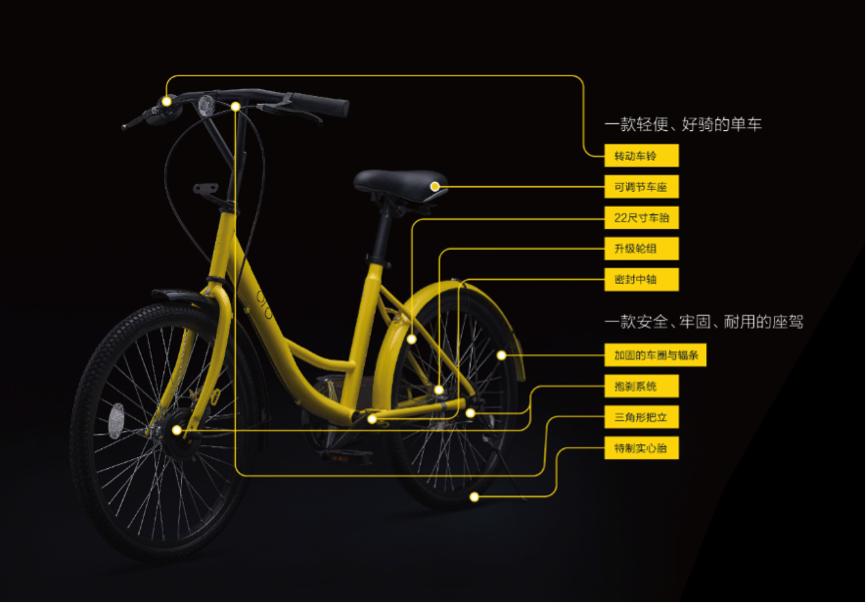 一款轻便、好骑的单车
转动车铃
可调节车座
22尺寸车胎
升级轮组
密封中轴
一款安全、牢固、耐用的座驾
加固的车圈与辐条
抱刹系统
三角形把立
特制实心胎
ofo